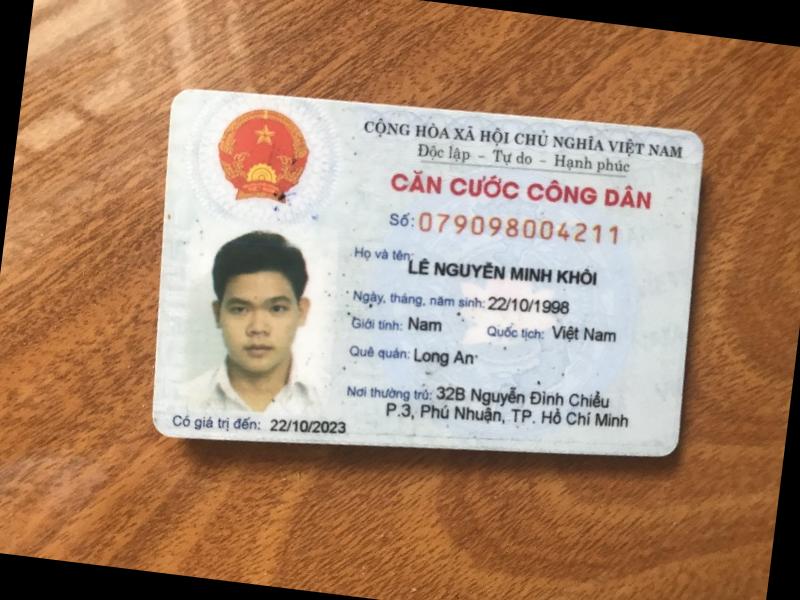 CỘNG HÒA XÃ HỘI CHỦ NGHĨA VIỆT NAM
Độc lập - Tự do - Hạnh phúc
CĂN CƯỚC CÔNG DÂN
Số: 079098004211
Họ và tên: LÊ NGUYỄN MINH KHÔI
Ngày, tháng, năm sinh: 22/10/1998
Giới tính: Nam Quốc tịch: Việt Nam
Quê quán: Long An
Nơi thường trú: 32B Nguyễn Đình Chiểu
P.3, Phú Nhuận, TP. Hồ Chí Minh
Có giá trị đến: 22/10/2023